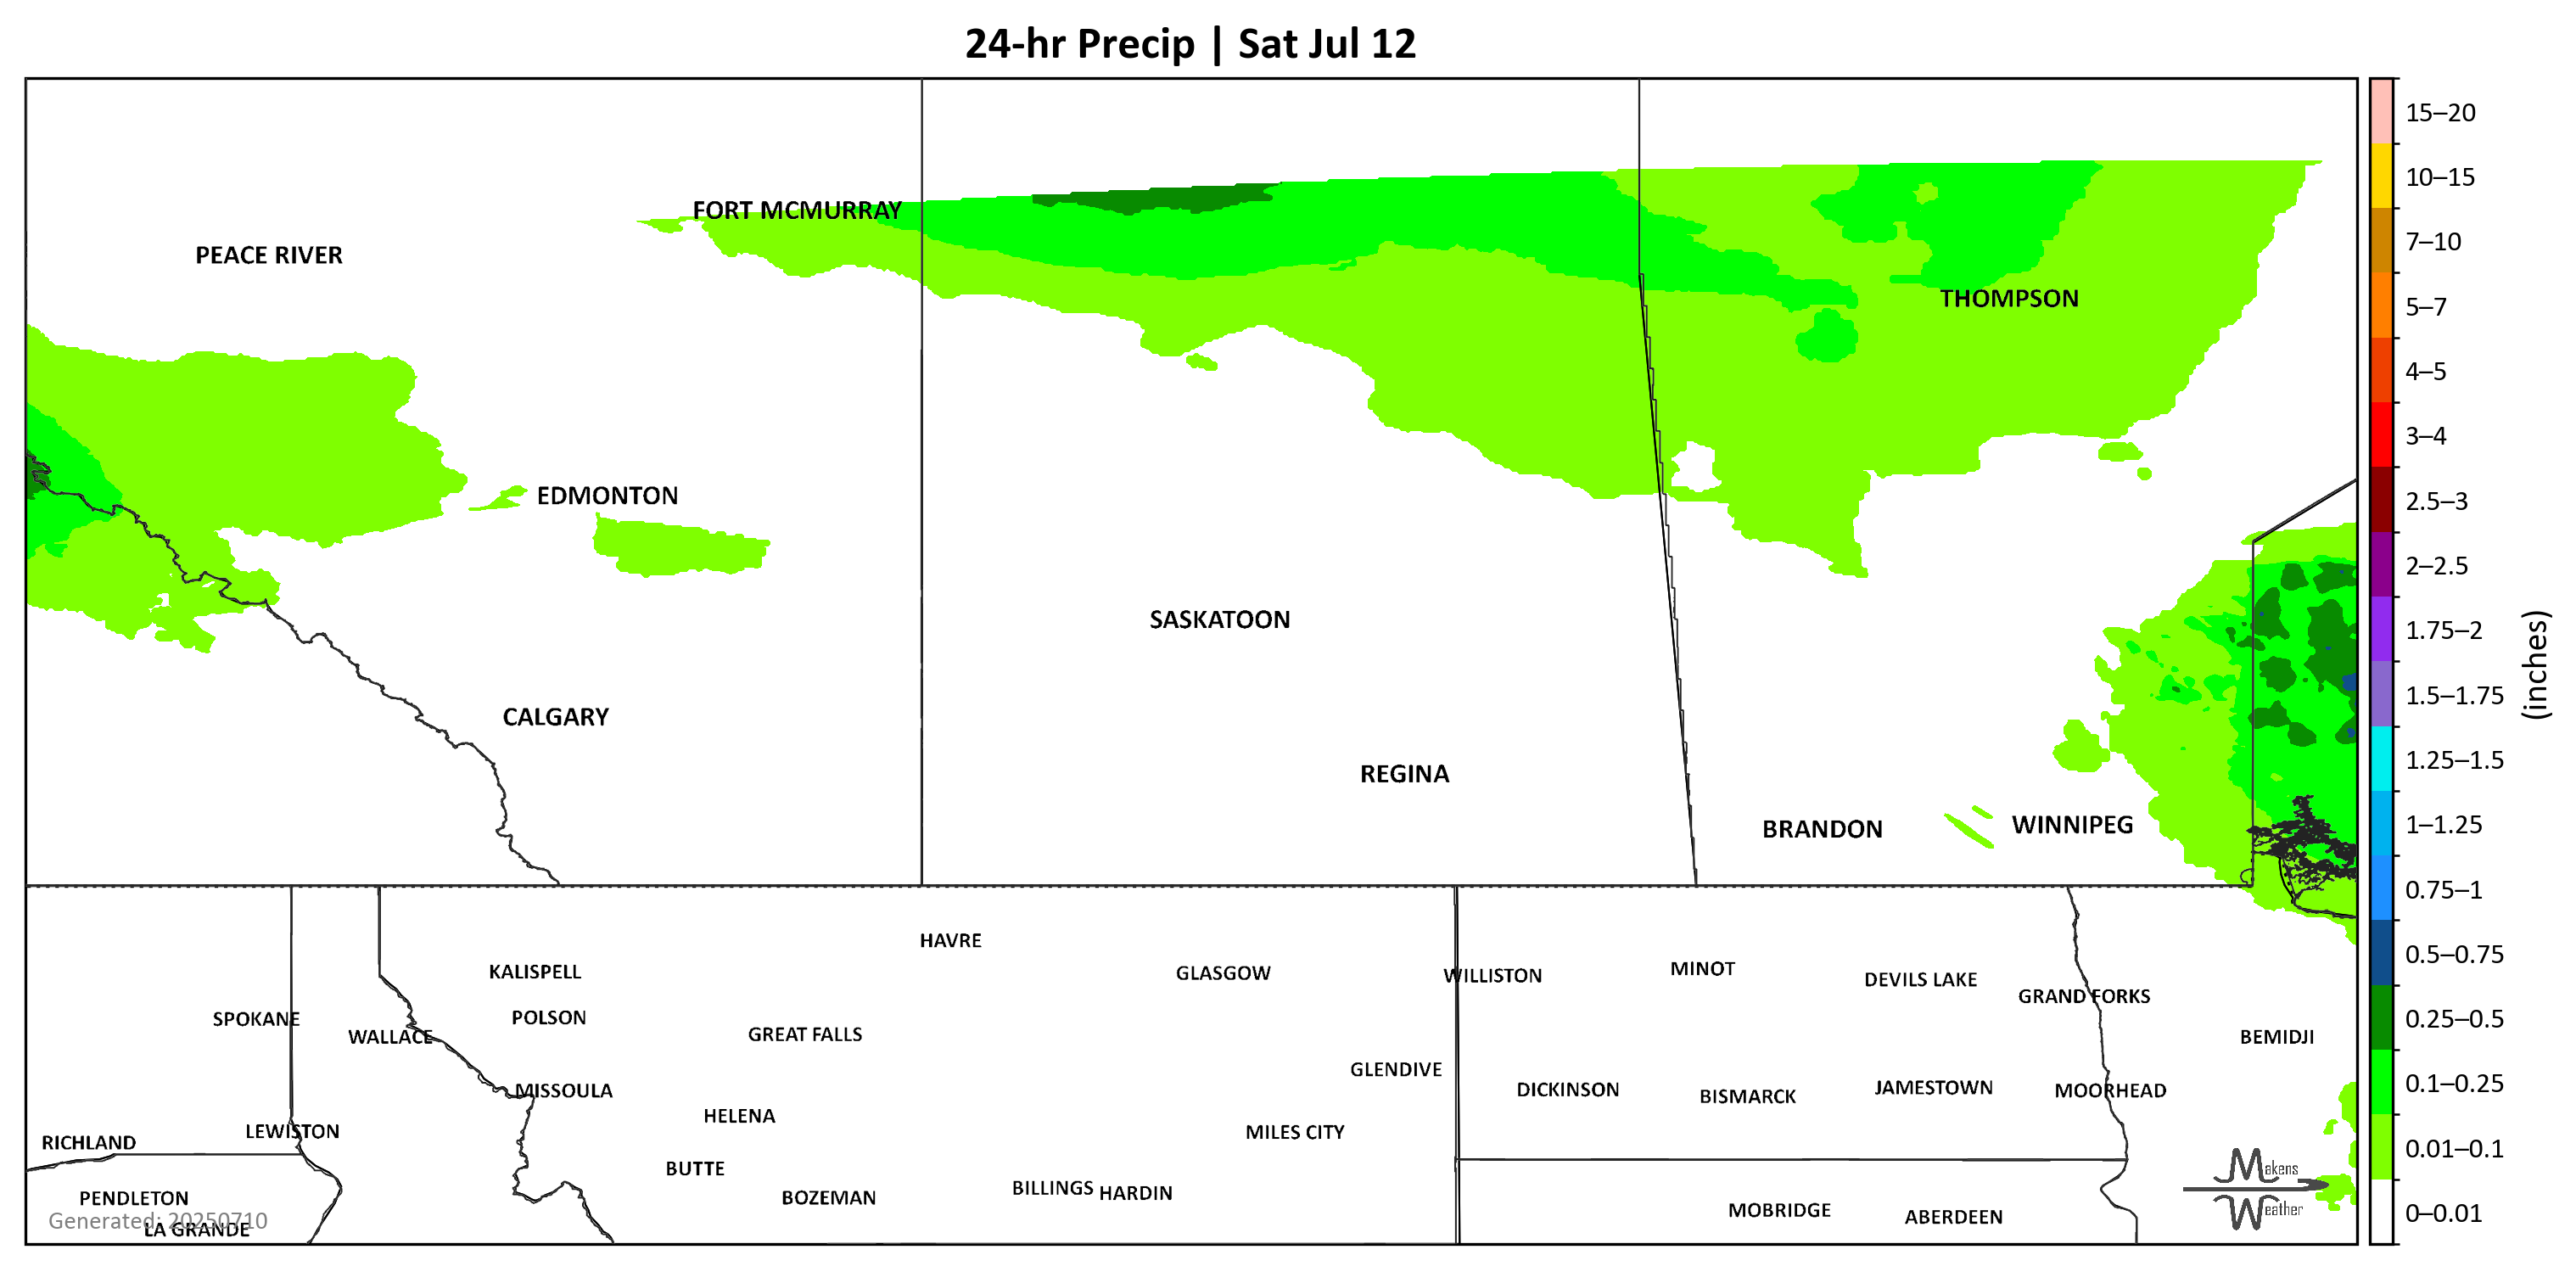 24-hr Precip | Sat Jul 12
15–20
10–15
7–10
5–7
4–5
3–4
2.5–3
2–2.5
1.75–2
1.5–1.75
1.25–1.5
1–1.25
0.75–1
0.5–0.75
0.25–0.5
0.1–0.25
0.01–0.1
0–0.01
(inches)
FORT MCMURRAY
PEACE RIVER
THOMPSON
EDMONTON
SASKATOON
CALGARY
REGINA
BRANDON
WINNIPEG
HAVRE
KALISPELL
GLASGOW
WILLISTON
MINOT
DEVILS LAKE
GRAND FORKS
SPOKANE
WALLACE
POLSON
GREAT FALLS
BEMIDJI
GLENDIVE
MISSOULA
DICKINSON
BISMARCK
JAMESTOWN
MOORHEAD
HELENA
RICHLAND
LEWISTON
MILES CITY
BUTTE
PENDLETON
BOZEMAN
BILLINGS
HARDIN
MOBRIDGE
ABERDEEN
Generated: 20250710
LA GRANDE
Makens
Weather